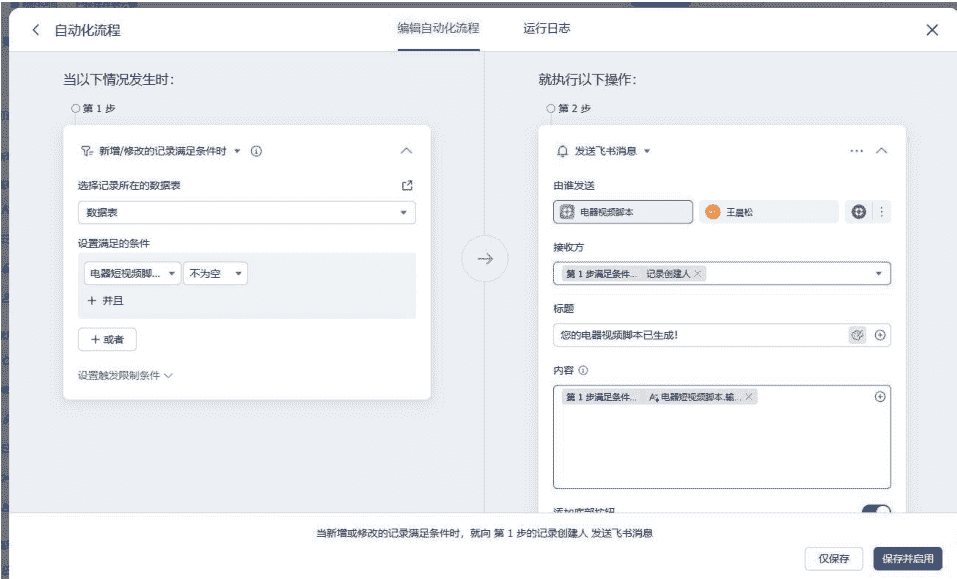 自动化流程
编辑自动化流程
运行日志
当以下情况发生时：
第 1 步
新增/修改的记录满足条件时
选择记录所在的数据表
数据表
设置满足的条件
电器短视频脚... 不为空
+ 并且
+ 或者
设置触发限制条件
就执行以下操作：
第 2 步
发送飞书消息
由谁发送
电器视频脚本
王晨松
接收方
第 1 步满足条件... 记录创建人
标题
您的电器视频脚本已生成!
内容
第 1 步满足条件... 电器短视频脚本.输...
添加底部按钮
当新增或修改的记录满足条件时，就向 第 1 步的记录创建人 发送飞书消息
仅保存
保存并启用